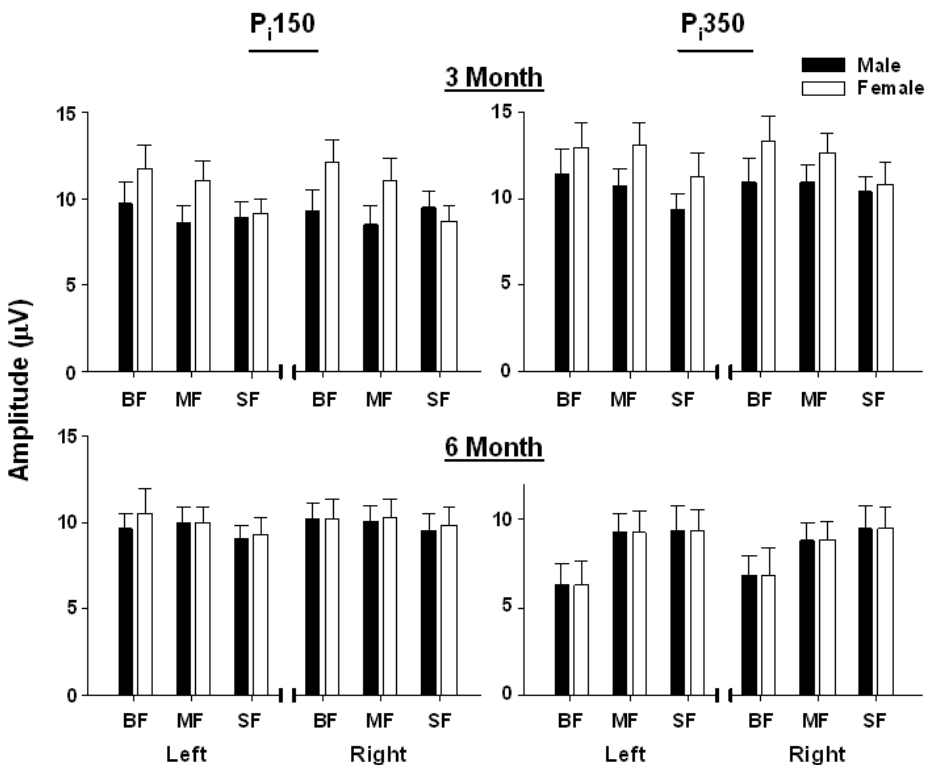 Pi150 Pi350
3 Month
Male
Female
15 15
10 10
5 5
0 0
BF MF SF BF MF SF BF MF SF BF MF SF
Amplitude (µV)
6 Month
15
10 10
5 5
0 0
BF MF SF BF MF SF BF MF SF BF MF SF
Left Right Left Right